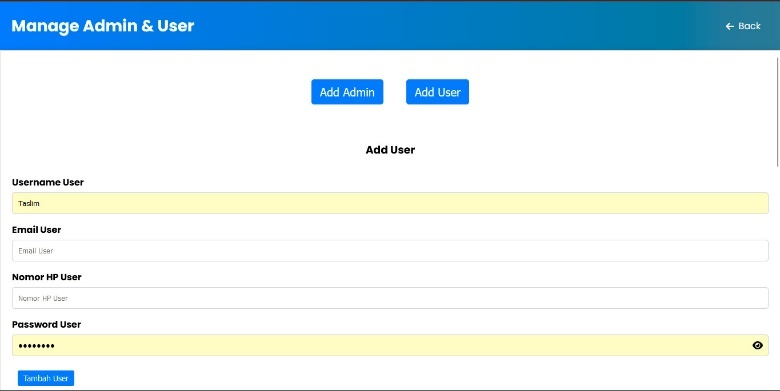 Manage Admin & User
Back
Add Admin
Add User
Add User
Username User
Taslim
Email User
Email User
Nomor HP User
Nomor HP User
Password User
••••••••
Tambah User